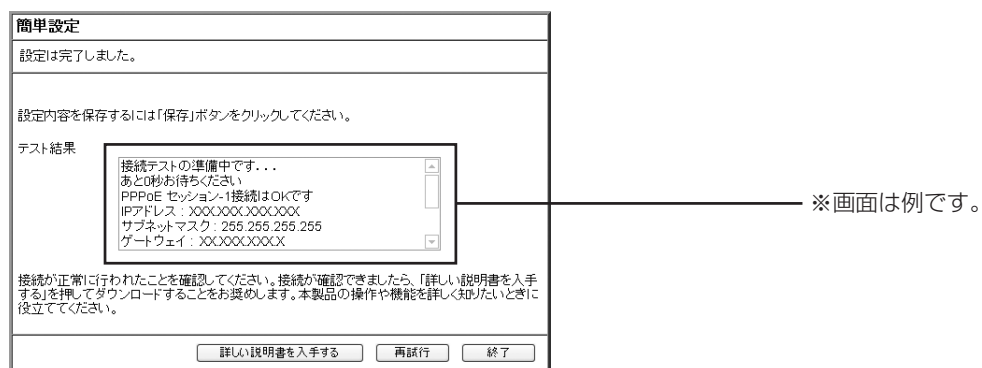 簡単設定
設定は完了しました。
設定内容を保存するには「保存」ボタンをクリックしてください。
テスト結果
接続テストの準備中です...
あと0秒お待ちください
PPPoE セッション-1接続はOKです
IPアドレス : XXX.XXX.XXX.XXX
サブネットマスク : 255.255.255.255
ゲートウェイ : XX.XXX.XXX.X
※画面は例です。
接続が正常に行われたことを確認してください。接続が確認できましたら、「詳しい説明書を入手
する」を押してダウンロードすることをお奨めします。本製品の操作や機能を詳しく知りたいときに
役立ててください。
詳しい説明書を入手する
再試行
終了